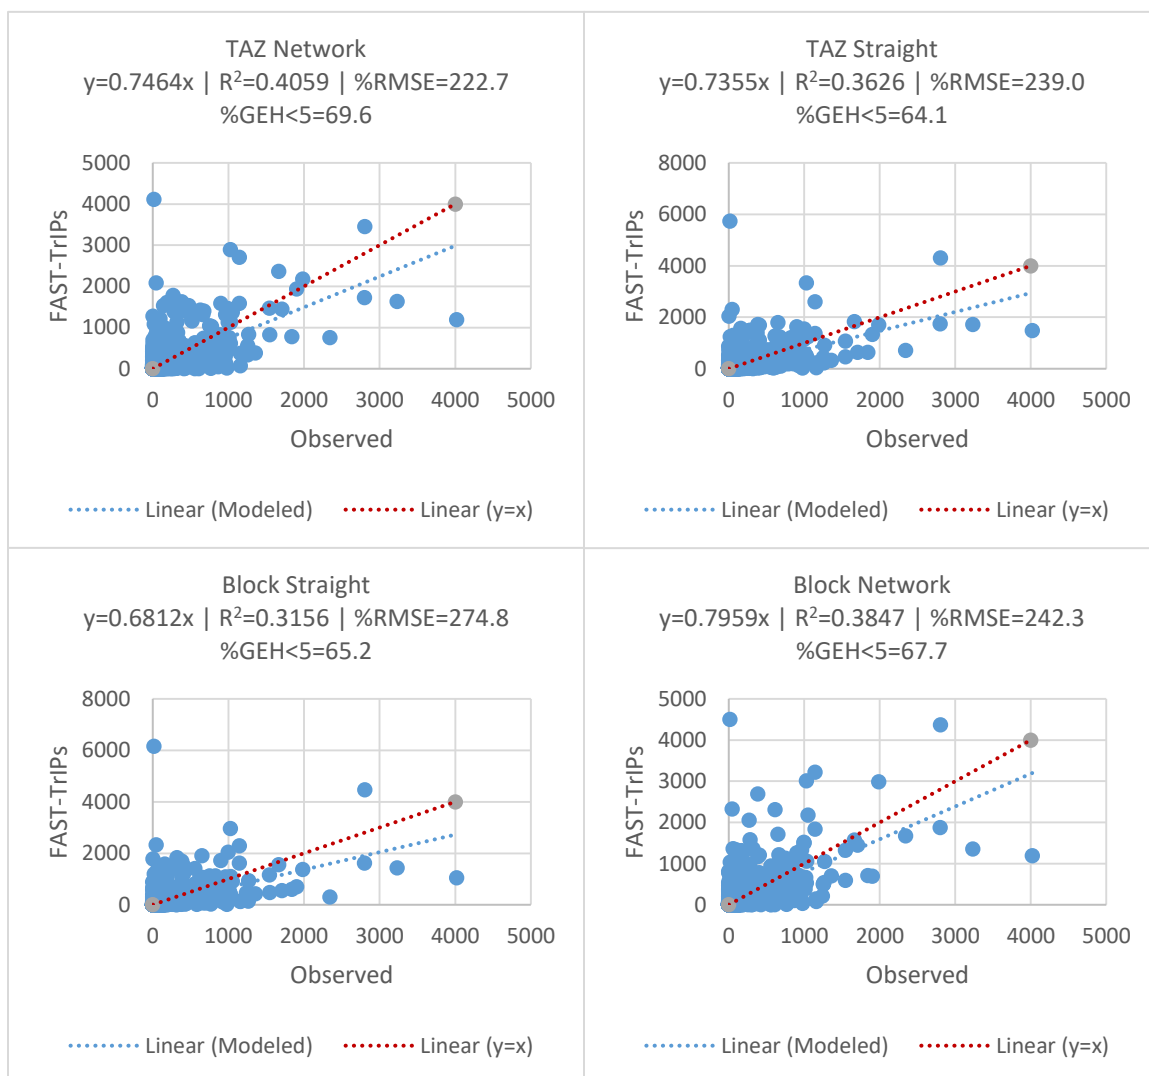 TAZ Network
y=0.7464x | R²=0.4059 | %RMSE=222.7
%GEH<5=69.6
5000
4000
3000
2000
1000
0
FAST-TrIPs
0 1000 2000 3000 4000 5000
Observed
Linear (Modeled) Linear (y=x)
TAZ Straight
y=0.7355x | R²=0.3626 | %RMSE=239.0
%GEH<5=64.1
8000
6000
4000
2000
0
FAST-TrIPs
0 1000 2000 3000 4000 5000
Observed
Linear (Modeled) Linear (y=x)
Block Straight
y=0.6812x | R²=0.3156 | %RMSE=274.8
%GEH<5=65.2
8000
6000
4000
2000
0
FAST-TrIPs
0 1000 2000 3000 4000 5000
Observed
Linear (Modeled) Linear (y=x)
Block Network
y=0.7959x | R²=0.3847 | %RMSE=242.3
%GEH<5=67.7
5000
4000
3000
2000
1000
0
FAST-TrIPs
0 1000 2000 3000 4000 5000
Observed
Linear (Modeled) Linear (y=x)